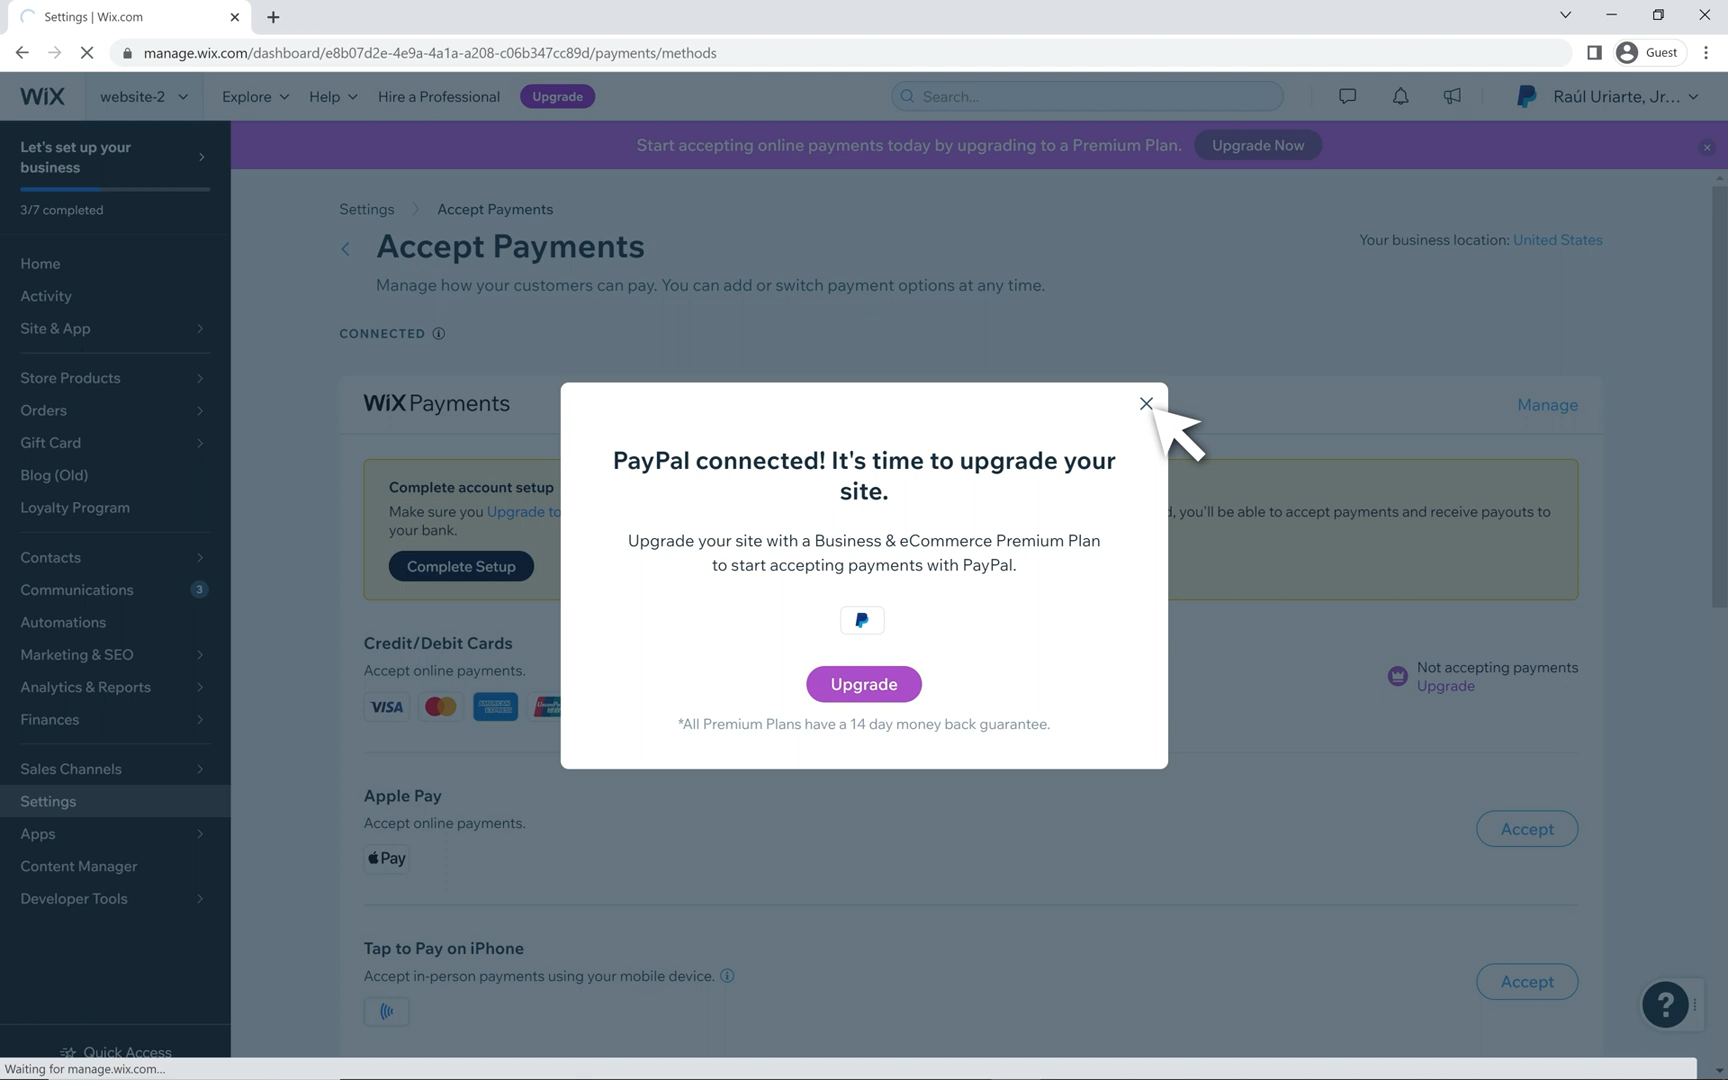 Settings | Wix.com
manage.wix.com/dashboard/e8b07d2e-4e9a-4a1a-a208-c06b347cc89d/payments/methods
Guest
WiX
website-2
Explore
Help
Hire a Professional
Upgrade
Search...
Raúl Uriarte, Jr...
Let's set up your
business
3/7 completed
Start accepting online payments today by upgrading to a Premium Plan.
Upgrade Now
Home
Activity
Site & App
Store Products
Orders
Gift Card
Blog (Old)
Loyalty Program
Contacts
Communications
3
Automations
Marketing & SEO
Analytics & Reports
Finances
Sales Channels
Settings
Apps
Content Manager
Developer Tools
Quick Access
Settings
Accept Payments
Accept Payments
Your business location: United States
Manage how your customers can pay. You can add or switch payment options at any time.
CONNECTED
WiX Payments
Manage
Complete account setup
Make sure you Upgrade to
, you'll be able to accept payments and receive payouts to
your bank.
Complete Setup
PayPal connected! It's time to upgrade your
site.
Upgrade your site with a Business & eCommerce Premium Plan
to start accepting payments with PayPal.
Upgrade
*All Premium Plans have a 14 day money back guarantee.
Credit/Debit Cards
Accept online payments.
VISA
AMERICAN EXPRESS
Not accepting payments
Upgrade
Apple Pay
Accept online payments.
Pay
Accept
Tap to Pay on iPhone
Accept in-person payments using your mobile device.
Accept
?
Waiting for manage.wix.com...